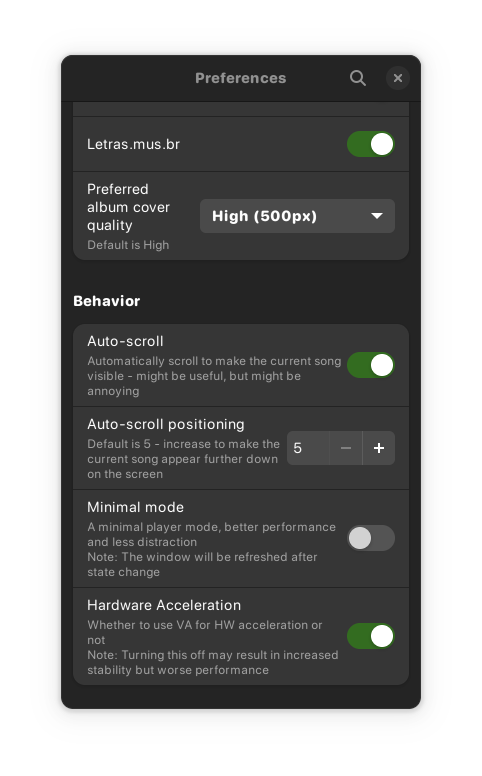 Preferences
Letras.mus.br
Preferred
album cover
quality
Default is High
High (500px)
Behavior
Auto-scroll
Automatically scroll to make the current song
visible - might be useful, but might be
annoying
Auto-scroll positioning
Default is 5 - increase to make the
current song appear further down
on the screen
5
Minimal mode
A minimal player mode, better performance
and less distraction
Note: The window will be refreshed after
state change
Hardware Acceleration
Whether to use VA for HW acceleration or
not
Note: Turning this off may result in increased
stability but worse performance